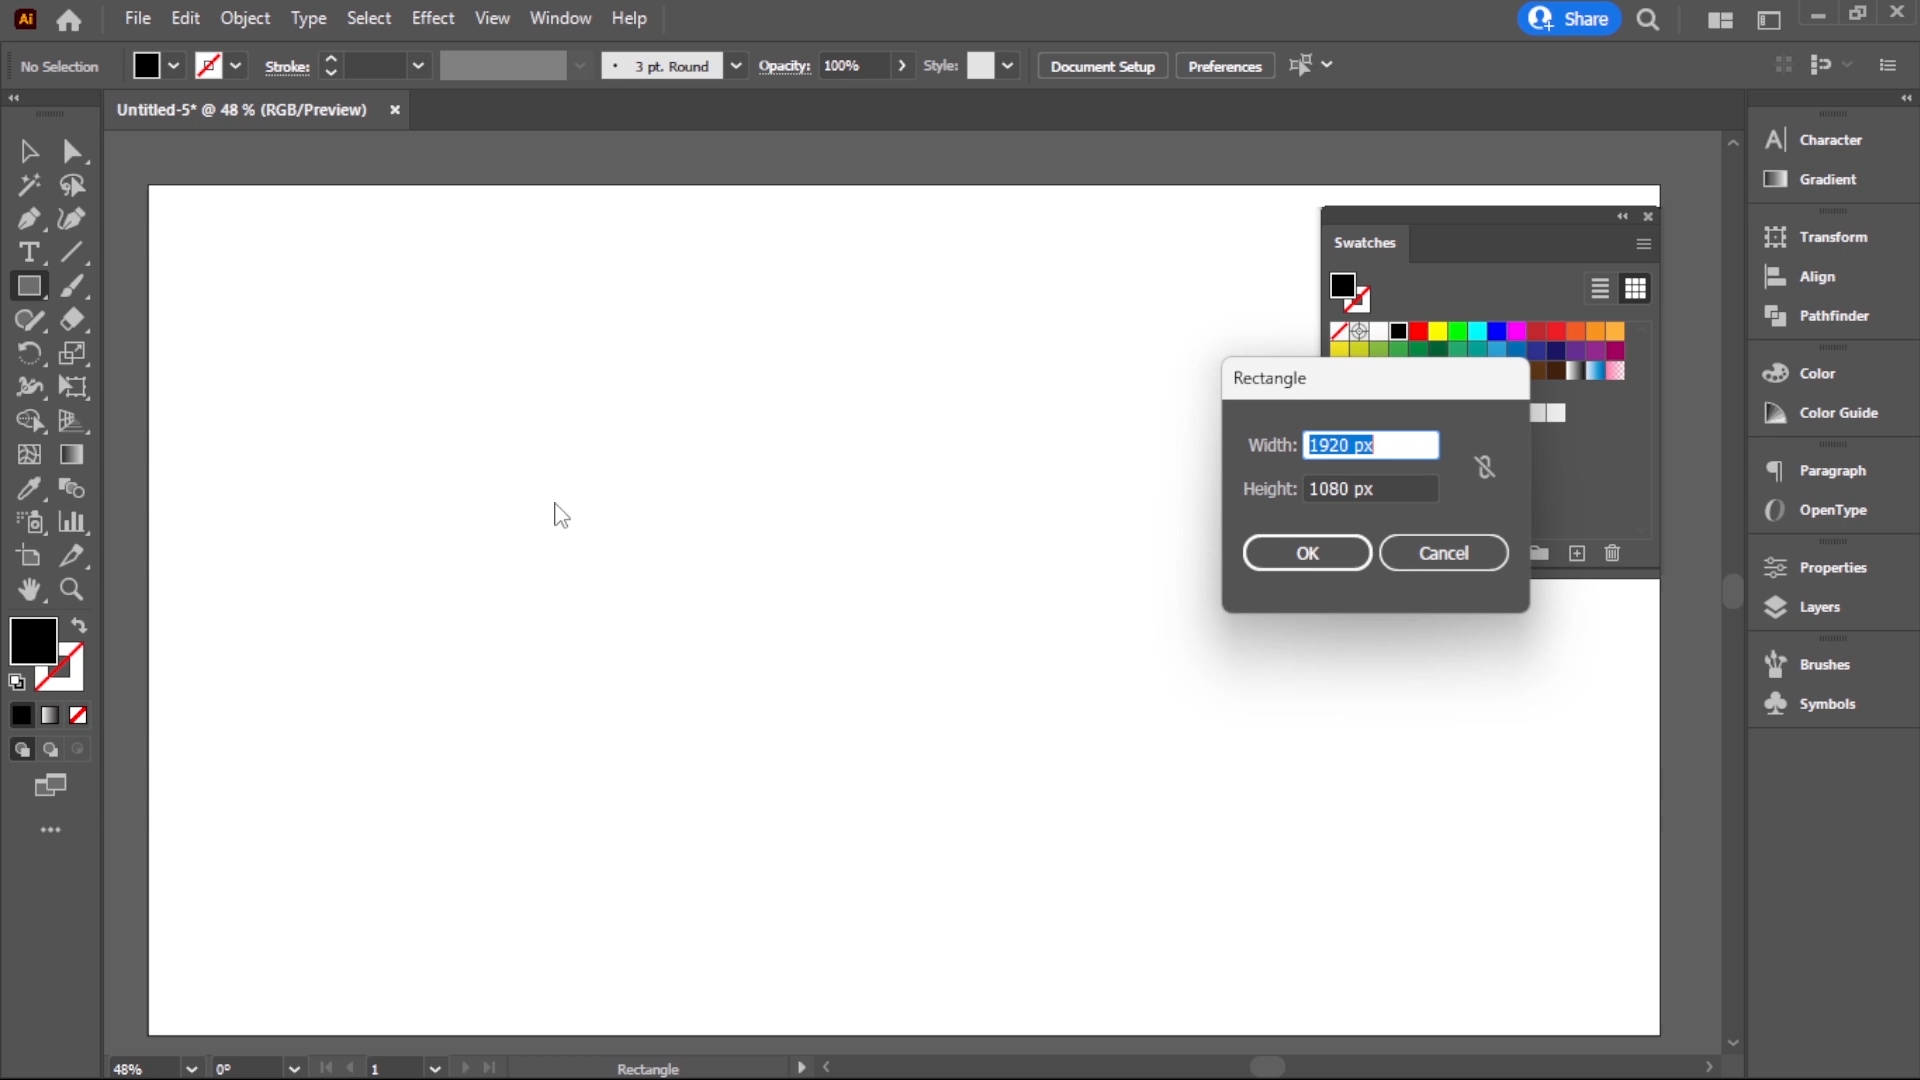 Ai File Edit Object Type Select Effect View Window Help Share
No Selection Stroke: 3 pt. Round Opacity: 100% Style: Document Setup Preferences
Untitled-5* @ 48 % (RGB/Preview)
Character
Gradient
Transform
Align
Pathfinder
Color
Color Guide
Paragraph
OpenType
Properties
Layers
Brushes
Symbols
Swatches
Rectangle
Width: 1920 px
Height: 1080 px
OK Cancel
48% 0° 1 Rectangle